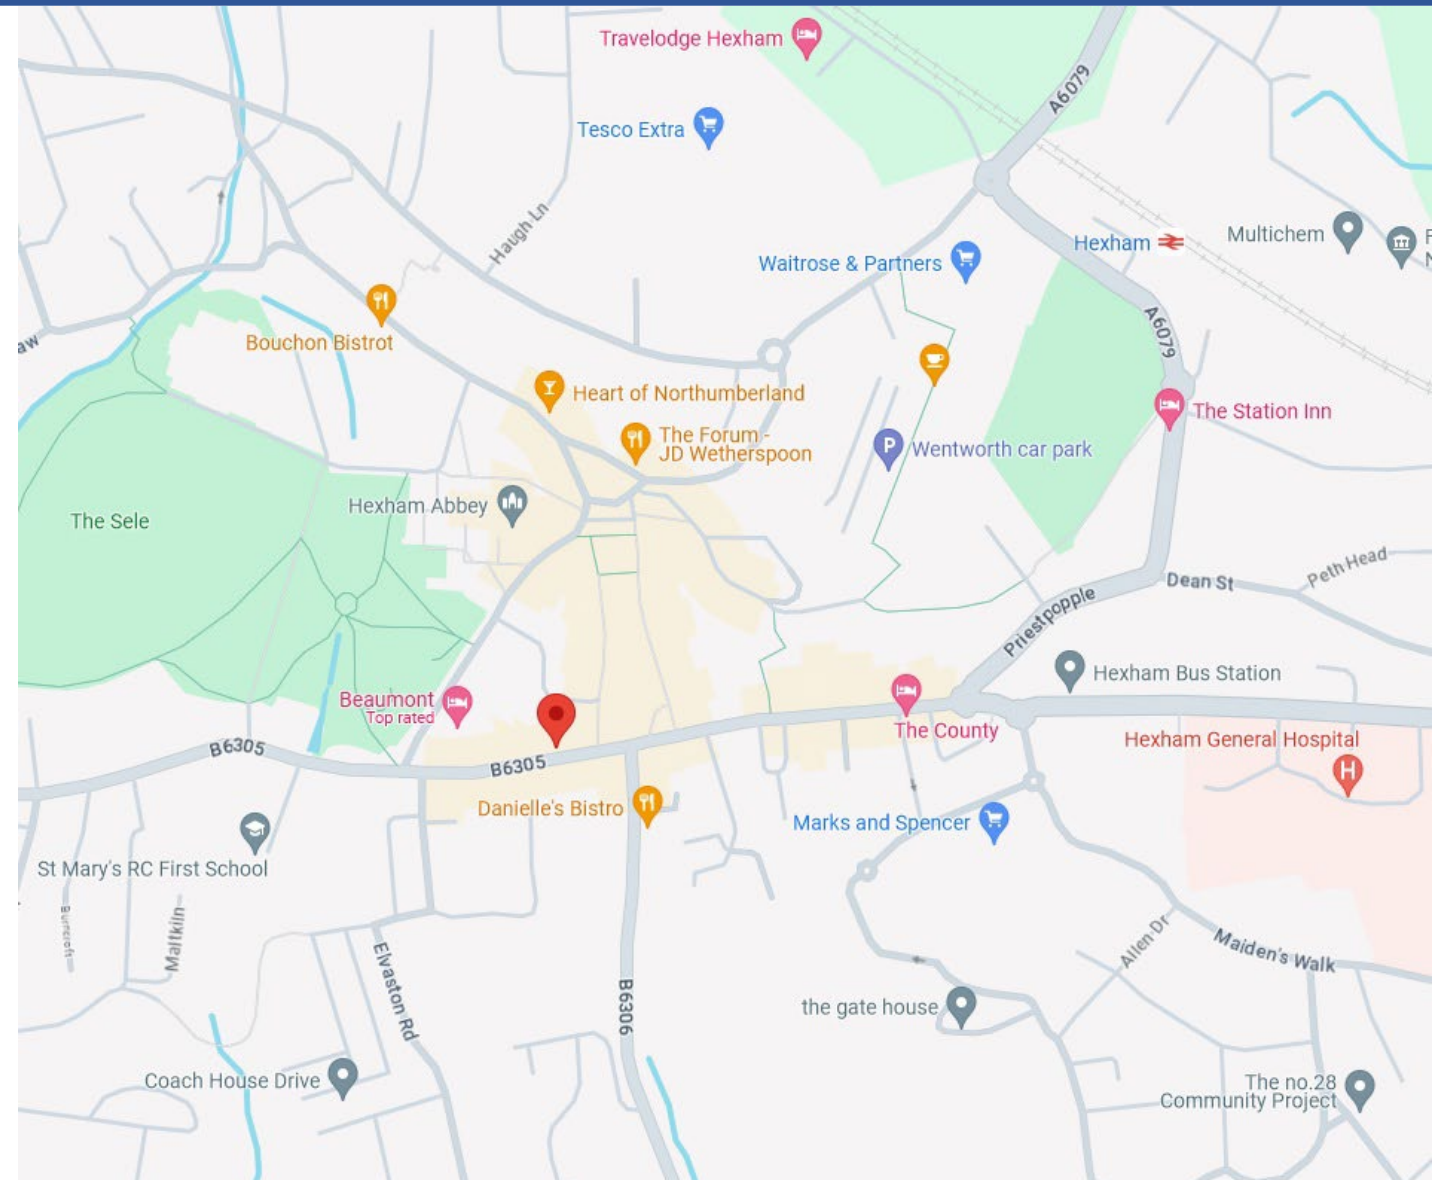 Travelodge Hexham
A6079
Tesco Extra
Haugh Ln
Hexham
Multichem
F
N
Waitrose & Partners
A6079
aw
Bouchon Bistrot
Heart of Northumberland
The Station Inn
The Forum -
JD Wetherspoon
P
Wentworth car park
Hexham Abbey
The Sele
Dean St
Peth Head
Priestpopple
Hexham Bus Station
Beaumont
Top rated
The County
B6305
B6305
Hexham General Hospital
H
Danielle's Bistro
Marks and Spencer
St Mary's RC First School
Burncroft
Maltkiln
Elvaston Rd
Allen Dr
Maiden's Walk
B6306
the gate house
Coach House Drive
The no.28
Community Project